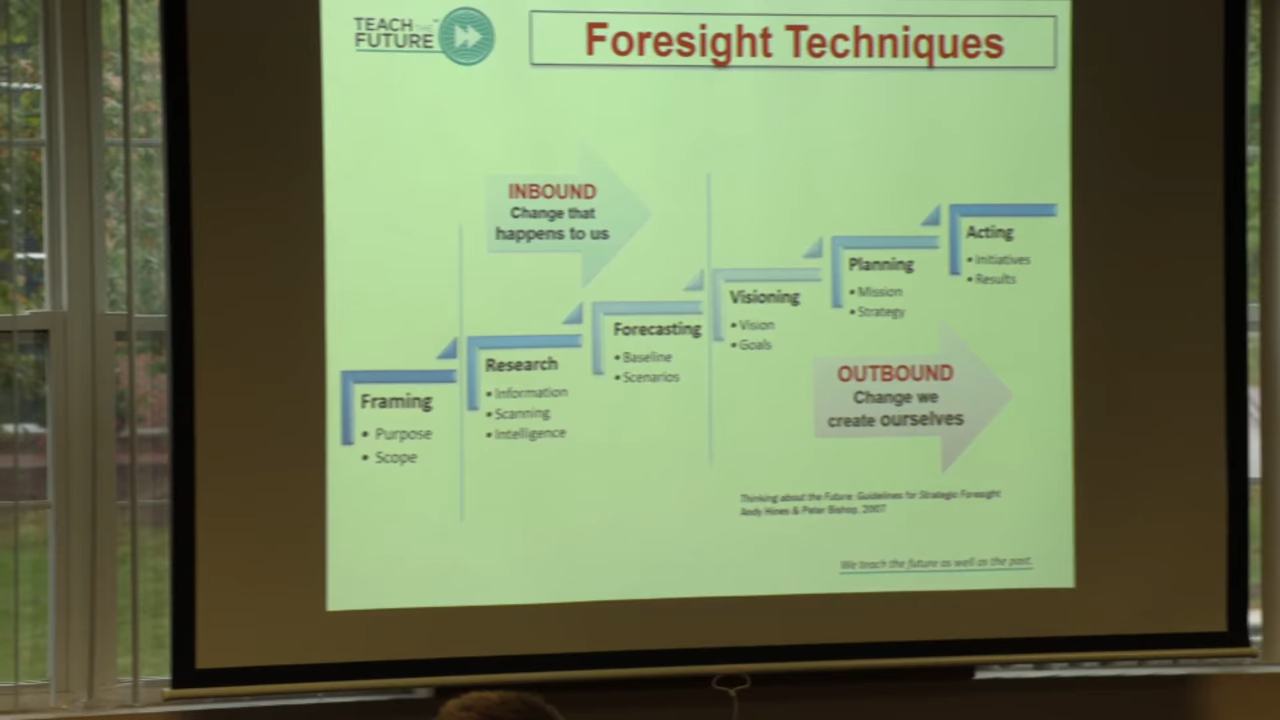 TEACH THE
FUTURE
Foresight Techniques
INBOUND
Change that
happens to us
Framing
• Purpose
• Scope
Research
• Information
• Scanning
• Intelligence
Forecasting
• Baseline
• Scenarios
Visioning
• Vision
• Goals
Planning
• Mission
• Strategy
Acting
• Initiatives
• Results
OUTBOUND
Change we
create ourselves
Thinking about the Future: Guidelines for Strategic Foresight
Andy Hines & Peter Bishop, 2007
We teach the future as well as the past.